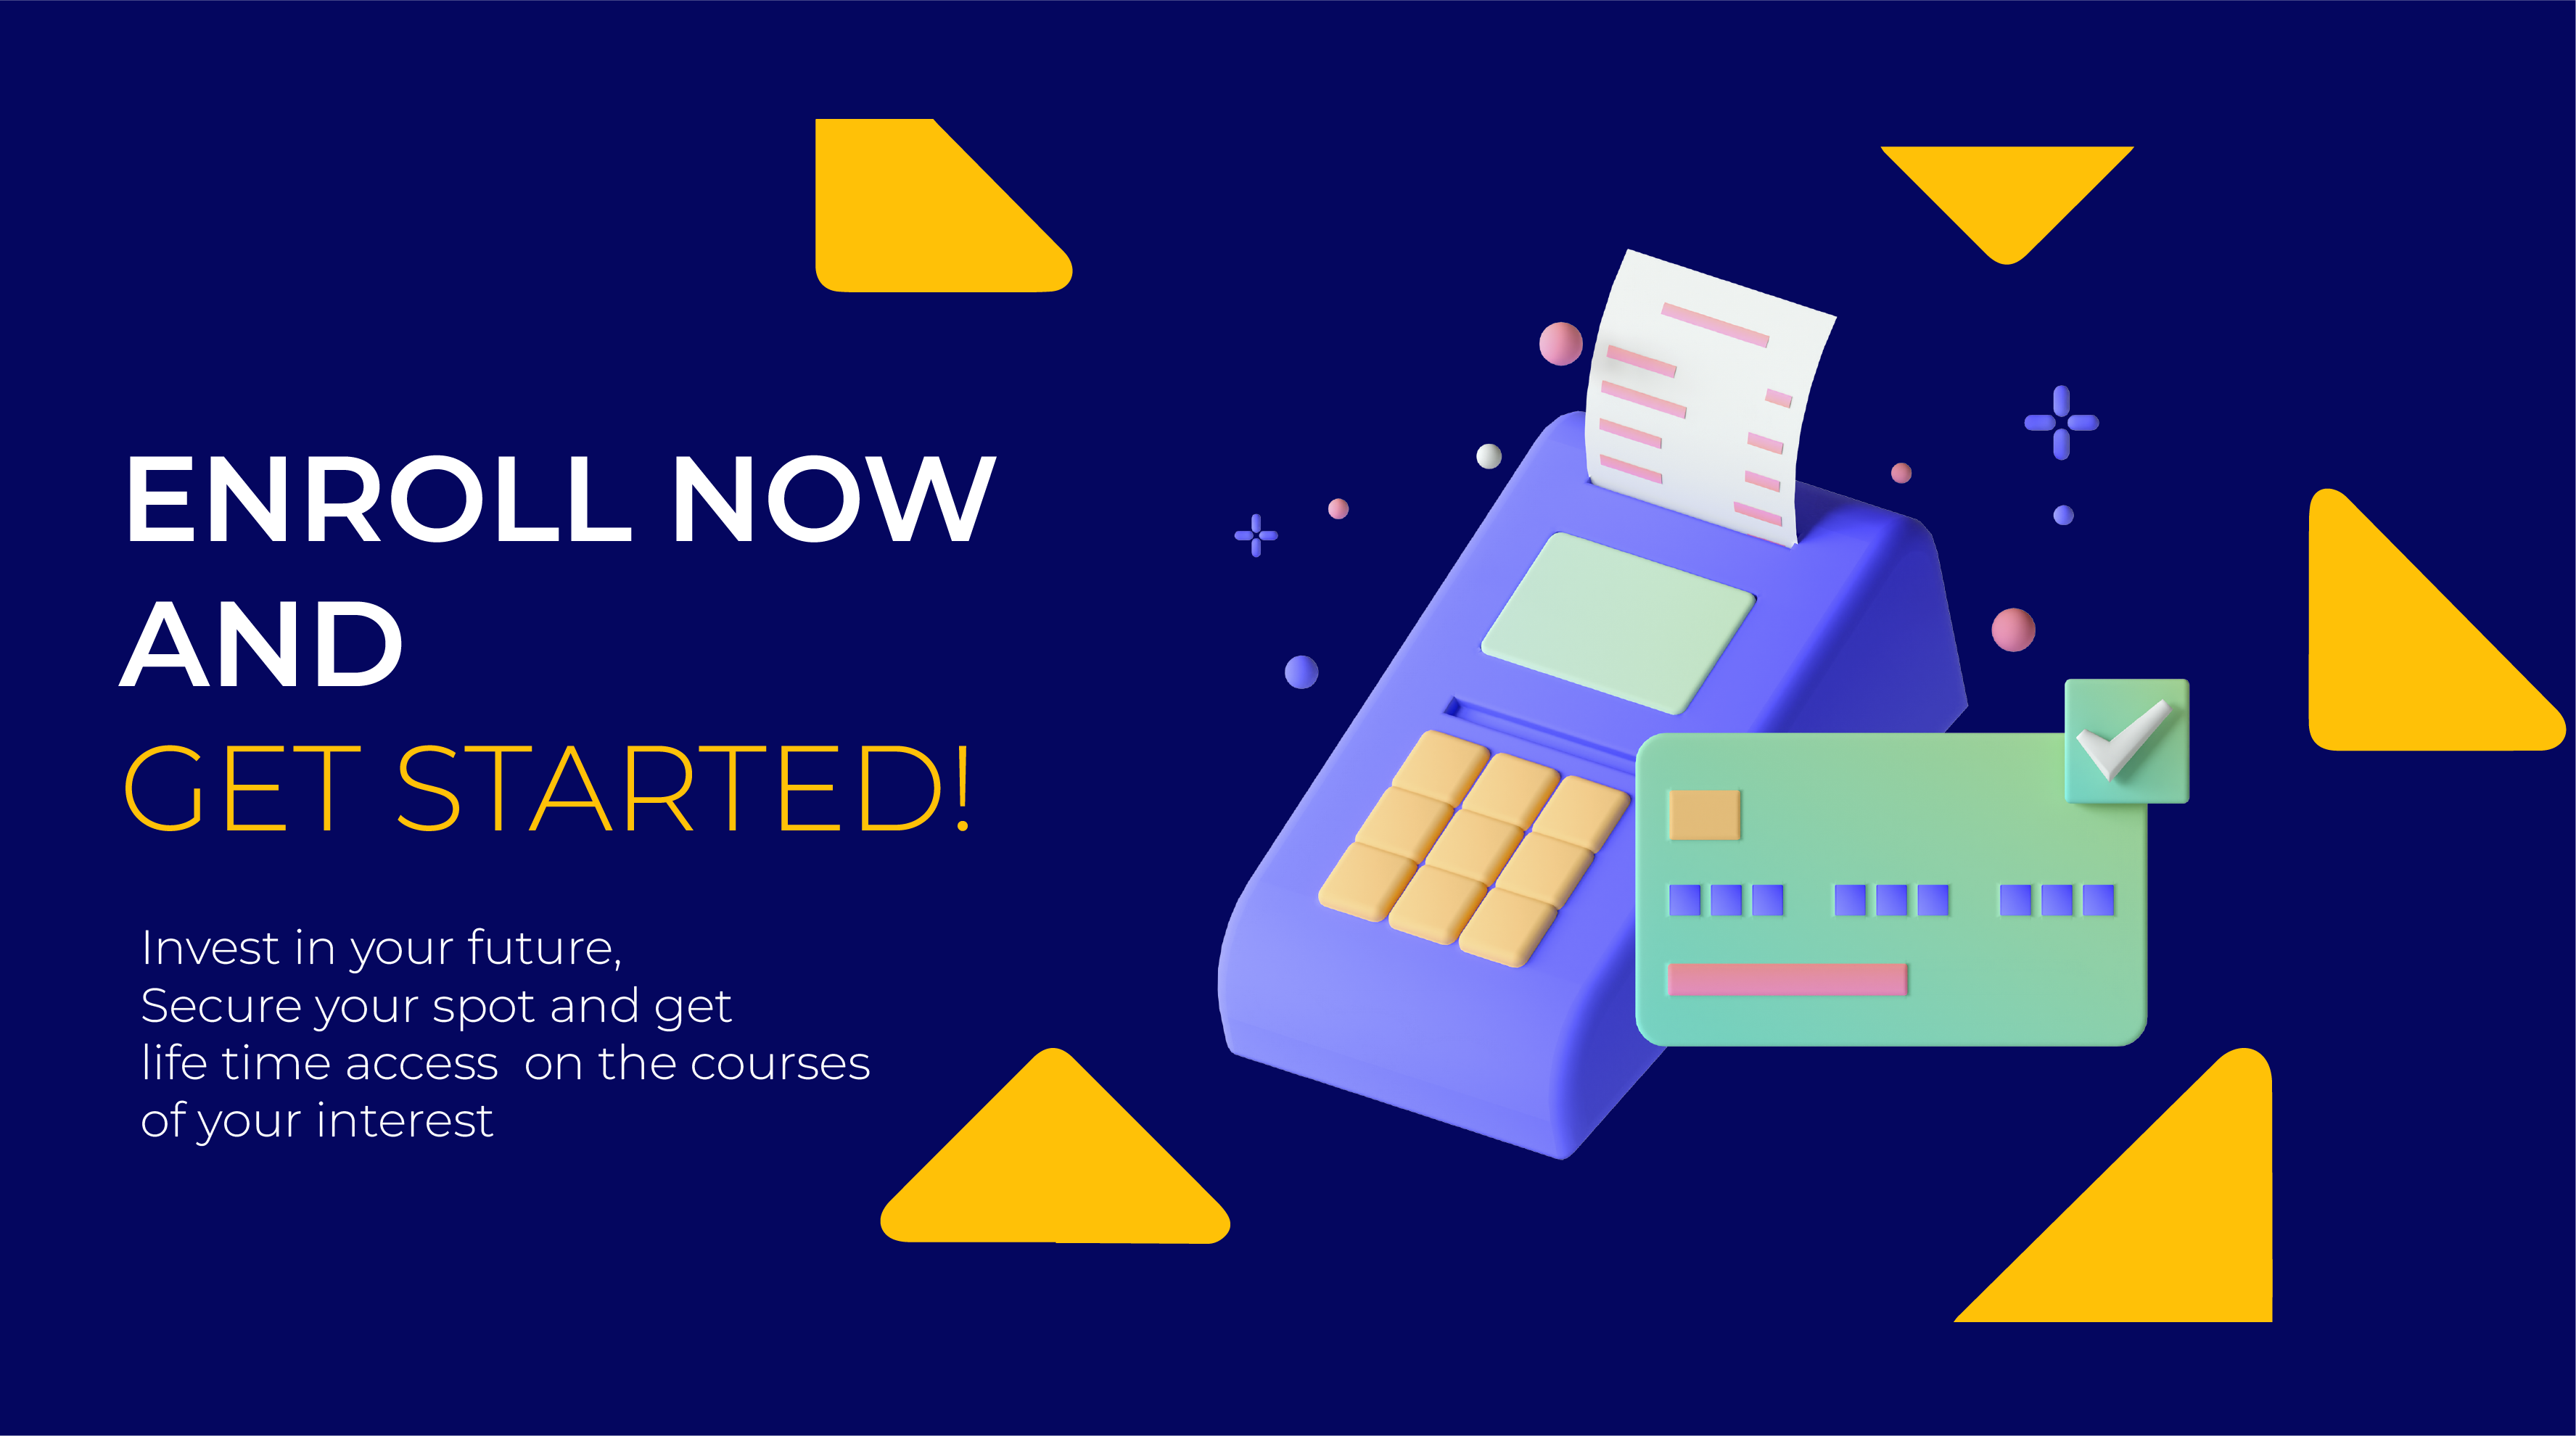 ENROLL NOW
AND
GET STARTED!
Invest in your future,
Secure your spot and get
life time access  on the courses
of your interest